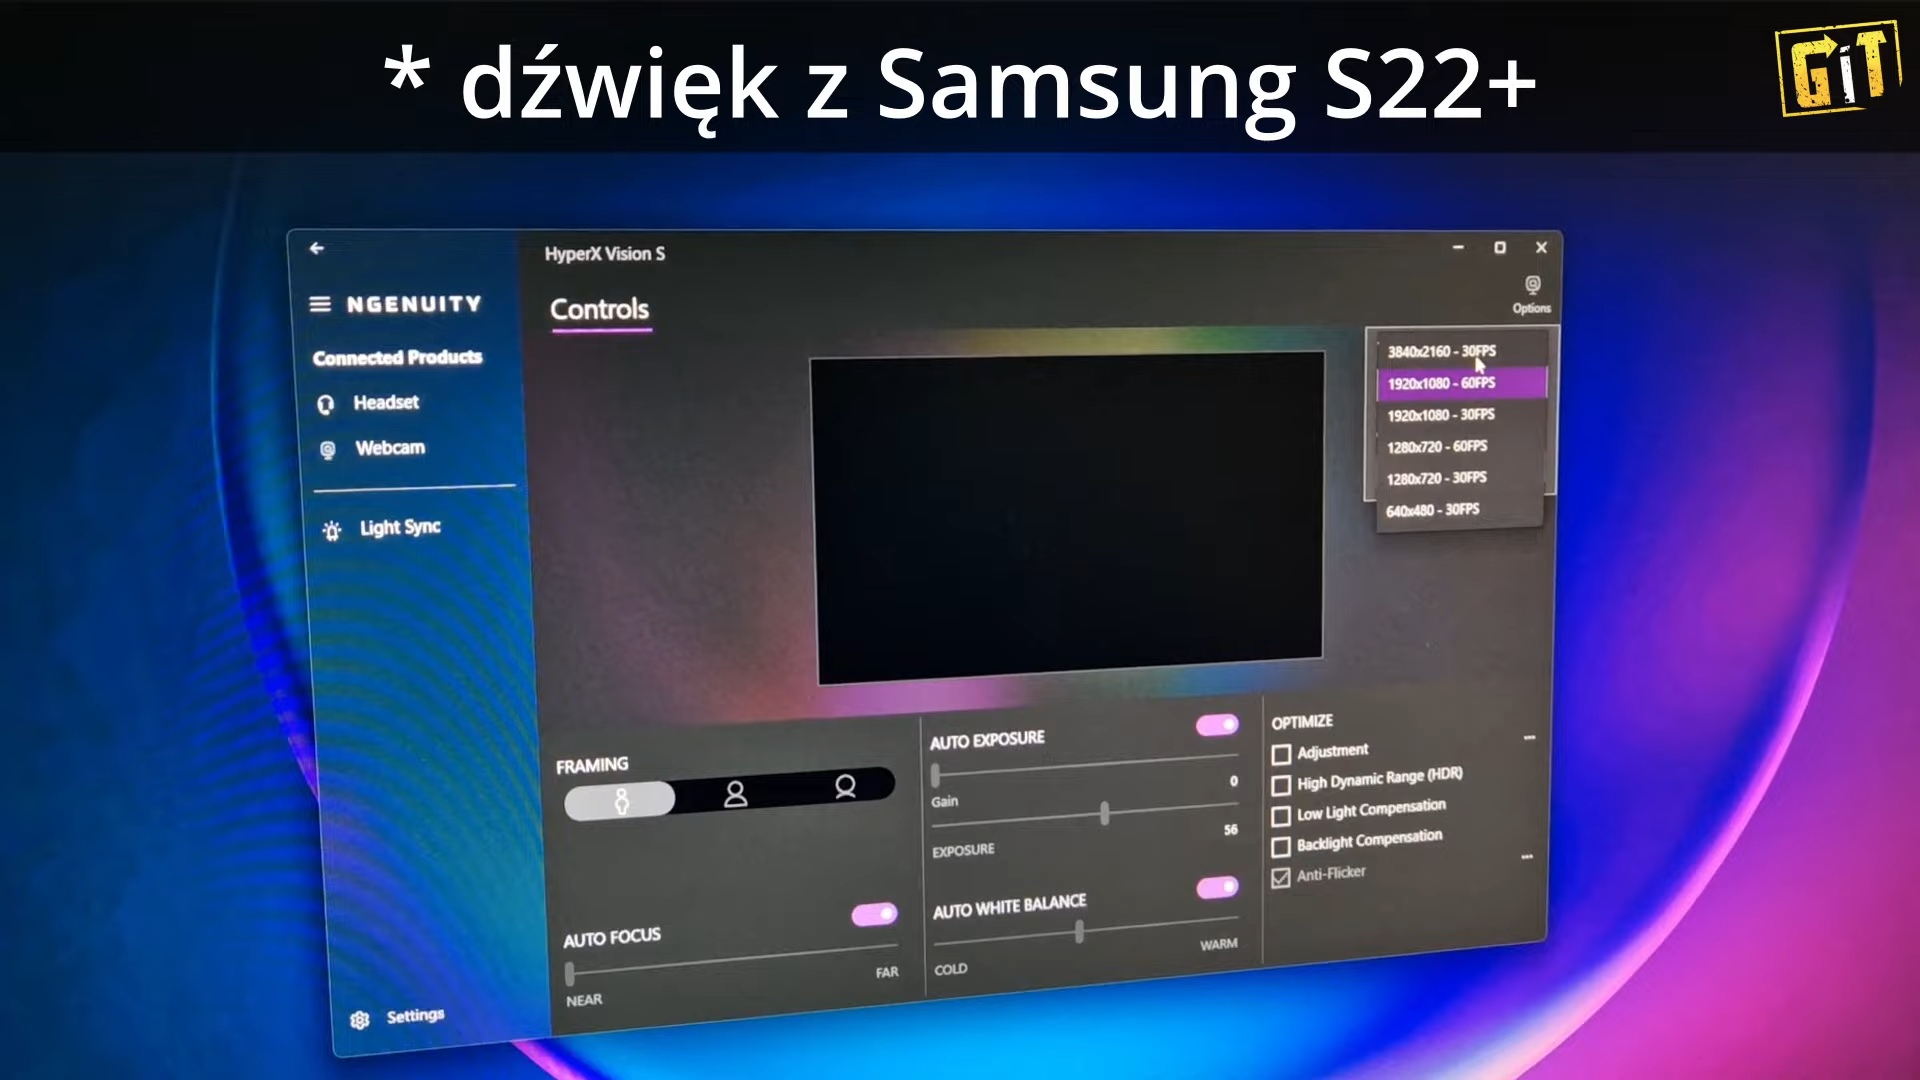 * dźwięk z Samsung S22+
GiT
HyperX Vision S
NGENUITY
Controls
Options
Connected Products
Headset
Webcam
Light Sync
Settings
3840x2160 - 30FPS
1920x1080 - 60FPS
1920x1080 - 30FPS
1280x720 - 60FPS
1280x720 - 30FPS
640x480 - 30FPS
FRAMING
AUTO FOCUS
NEAR
FAR
AUTO EXPOSURE
0
Gain
56
EXPOSURE
AUTO WHITE BALANCE
WARM
COLD
OPTIMIZE
Adjustment
High Dynamic Range (HDR)
Low Light Compensation
Backlight Compensation
Anti-Flicker